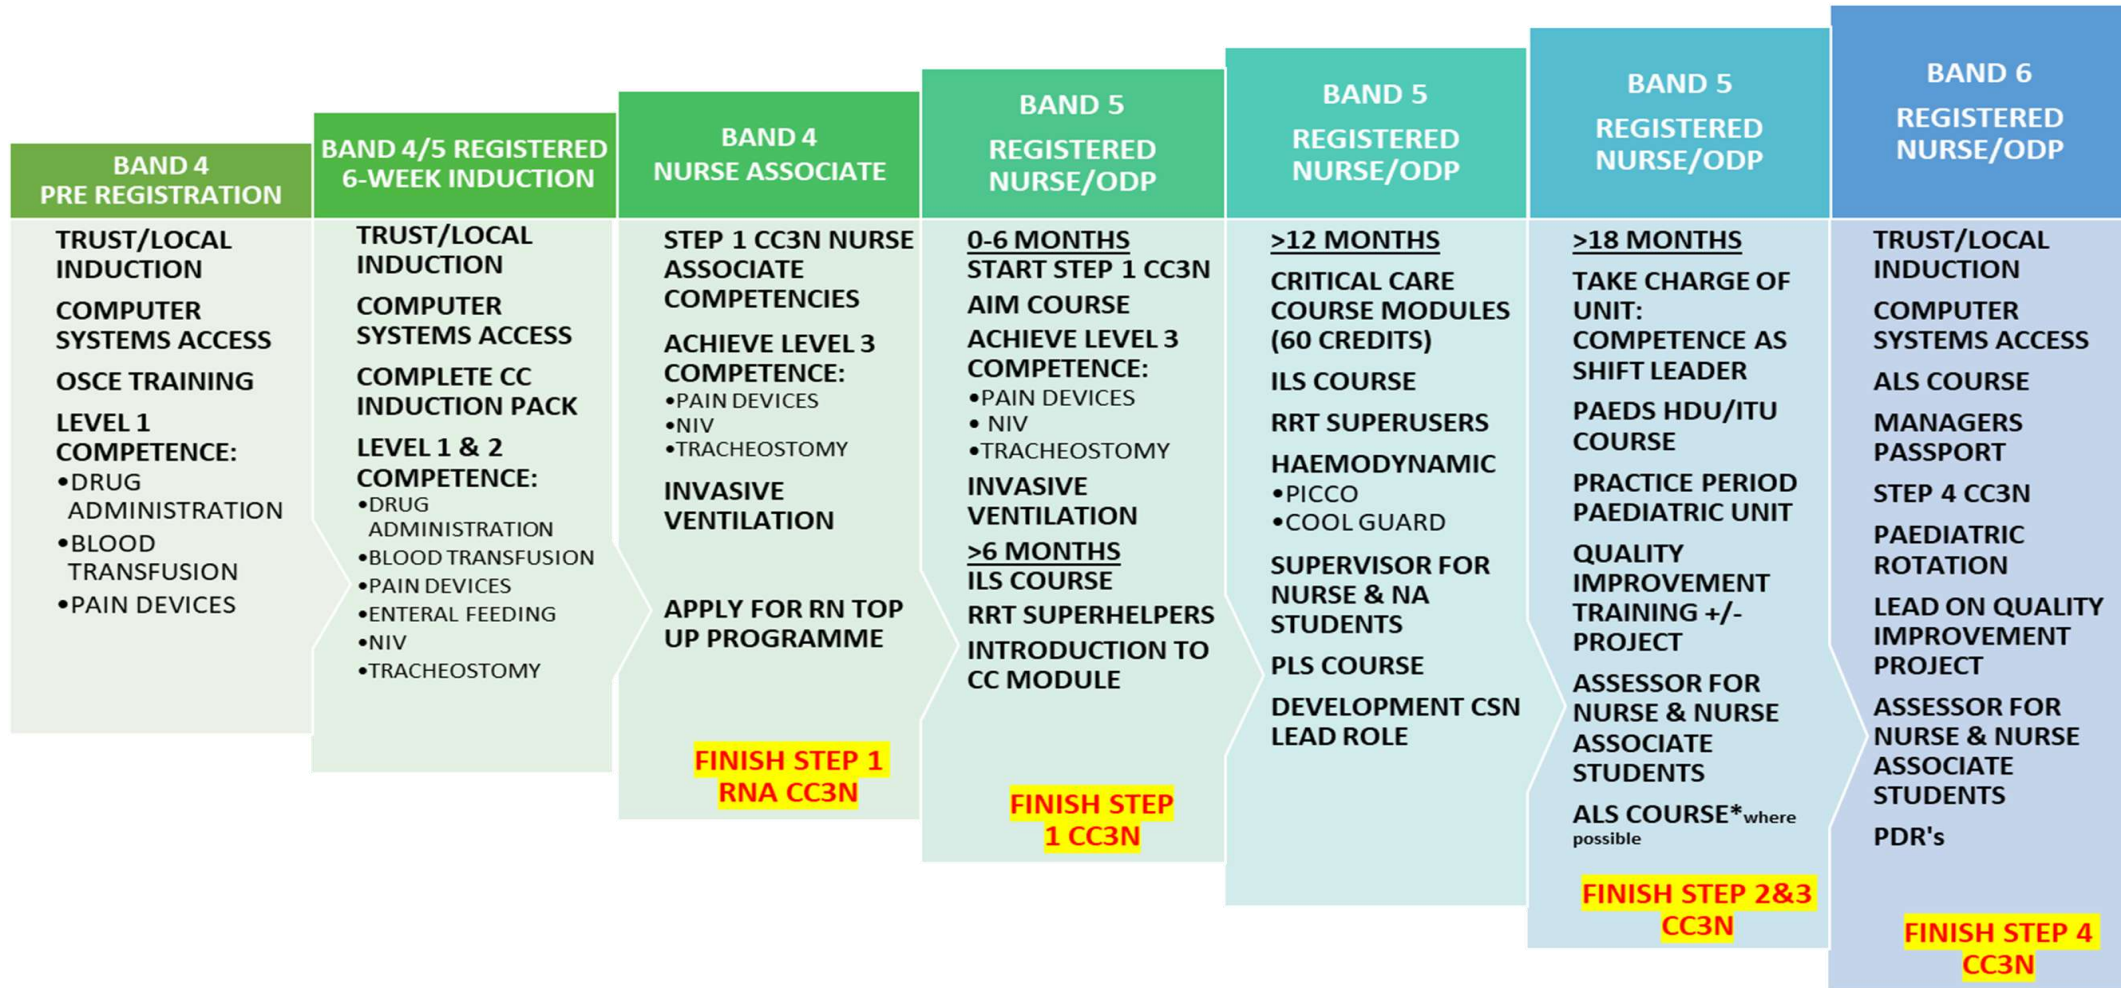 BAND 4
PRE REGISTRATION
TRUST/LOCAL
INDUCTION
COMPUTER
SYSTEMS ACCESS
OSCE TRAINING
LEVEL 1
COMPETENCE:
•DRUG
ADMINISTRATION
•BLOOD
TRANSFUSION
•PAIN DEVICES
BAND 4/5 REGISTERED
6-WEEK INDUCTION
TRUST/LOCAL
INDUCTION
COMPUTER
SYSTEMS ACCESS
COMPLETE CC
INDUCTION PACK
LEVEL 1 & 2
COMPETENCE:
•DRUG
ADMINISTRATION
•BLOOD TRANSFUSION
•PAIN DEVICES
•ENTERAL FEEDING
•NIV
•TRACHEOSTOMY
BAND 4
NURSE ASSOCIATE
STEP 1 CC3N NURSE
ASSOCIATE
COMPETENCIES
ACHIEVE LEVEL 3
COMPETENCE:
•PAIN DEVICES
•NIV
•TRACHEOSTOMY
INVASIVE
VENTILATION
APPLY FOR RN TOP
UP PROGRAMME
FINISH STEP 1
RNA CC3N
BAND 5
REGISTERED
NURSE/ODP
0-6 MONTHS
START STEP 1 CC3N
AIM COURSE
ACHIEVE LEVEL 3
COMPETENCE:
•PAIN DEVICES
• NIV
•TRACHEOSTOMY
INVASIVE
VENTILATION
>6 MONTHS
ILS COURSE
RRT SUPERHELPERS
INTRODUCTION TO
CC MODULE
FINISH STEP
1 CC3N
BAND 5
REGISTERED
NURSE/ODP
>12 MONTHS
CRITICAL CARE
COURSE MODULES
(60 CREDITS)
ILS COURSE
RRT SUPERUSERS
HAEMODYNAMIC
•PICCO
•COOL GUARD
SUPERVISOR FOR
NURSE & NA
STUDENTS
PLS COURSE
DEVELOPMENT CSN
LEAD ROLE
BAND 5
REGISTERED
NURSE/ODP
>18 MONTHS
TAKE CHARGE OF
UNIT:
COMPETENCE AS
SHIFT LEADER
PAEDS HDU/ITU
COURSE
PRACTICE PERIOD
PAEDIATRIC UNIT
QUALITY
IMPROVEMENT
TRAINING +/-
PROJECT
ASSESSOR FOR
NURSE & NURSE
ASSOCIATE
STUDENTS
ALS COURSE*where
possible
FINISH STEP 2&3
CC3N
BAND 6
REGISTERED
NURSE/ODP
TRUST/LOCAL
INDUCTION
COMPUTER
SYSTEMS ACCESS
ALS COURSE
MANAGERS
PASSPORT
STEP 4 CC3N
PAEDIATRIC
ROTATION
LEAD ON QUALITY
IMPROVEMENT
PROJECT
ASSESSOR FOR
NURSE & NURSE
ASSOCIATE
STUDENTS
PDR's
FINISH STEP 4
CC3N